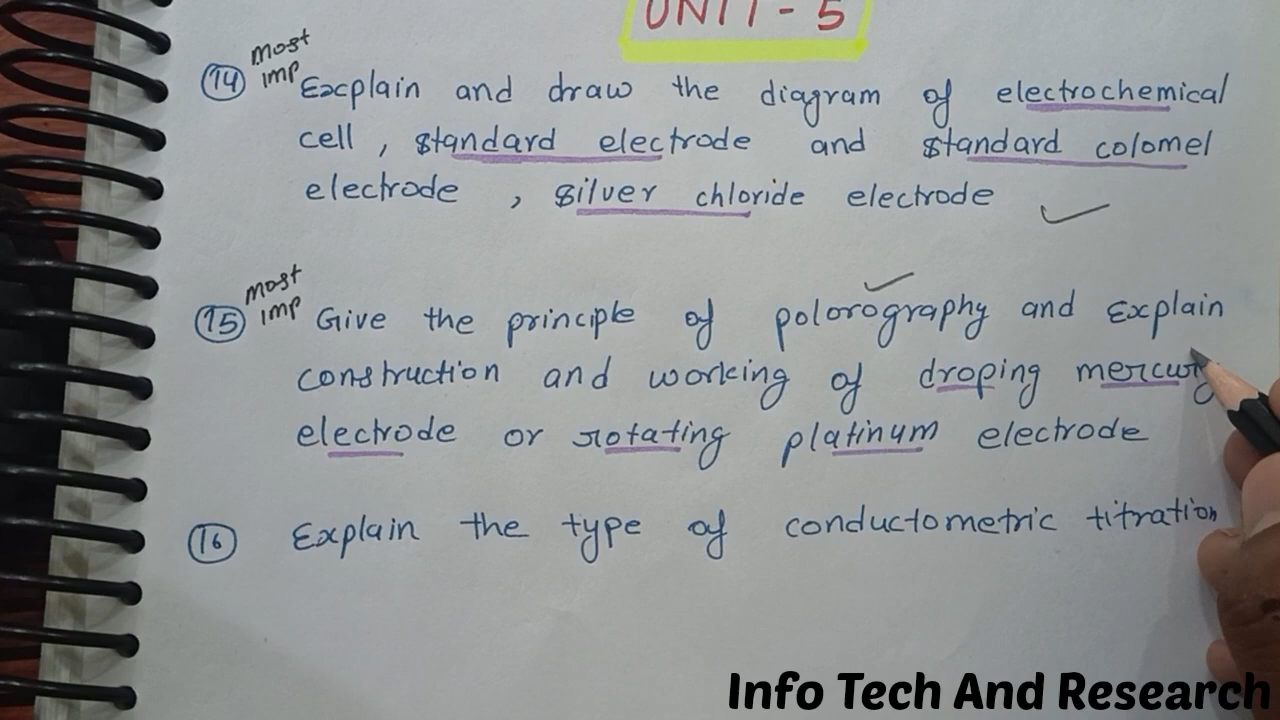 UNIT - 5
14 most imp Explain and draw the diagram of electrochemical
cell , standard electrode and standard colomel
electrode , silver chloride electrode
15 most imp Give the principle of polorography and Explain
construction and working of droping mercury
electrode or rotating platinum electrode
16 Explain the type of conductometric titration
Info Tech And Research